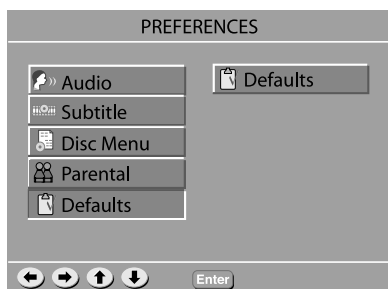 PREFERENCES
Audio
Subtitle
Disc Menu
Parental
Defaults
Defaults
Enter